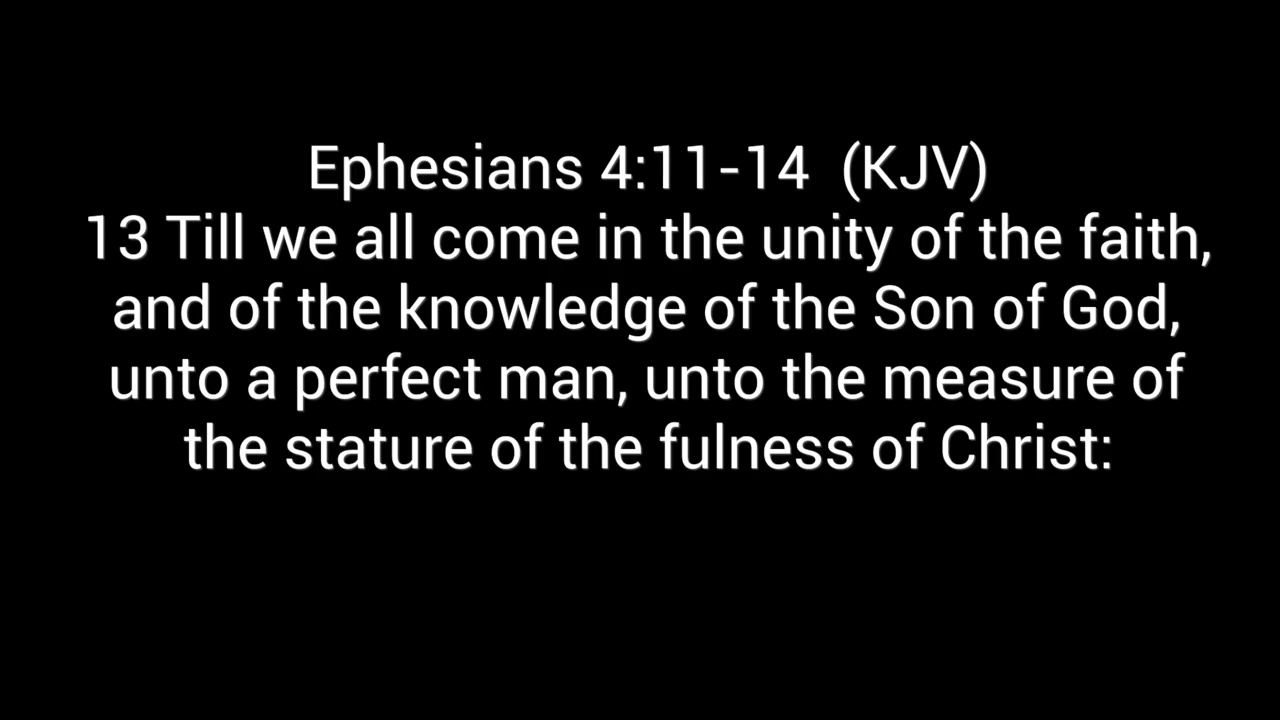 Ephesians 4:11-14 (KJV)
13 Till we all come in the unity of the faith,
and of the knowledge of the Son of God,
unto a perfect man, unto the measure of
the stature of the fulness of Christ: